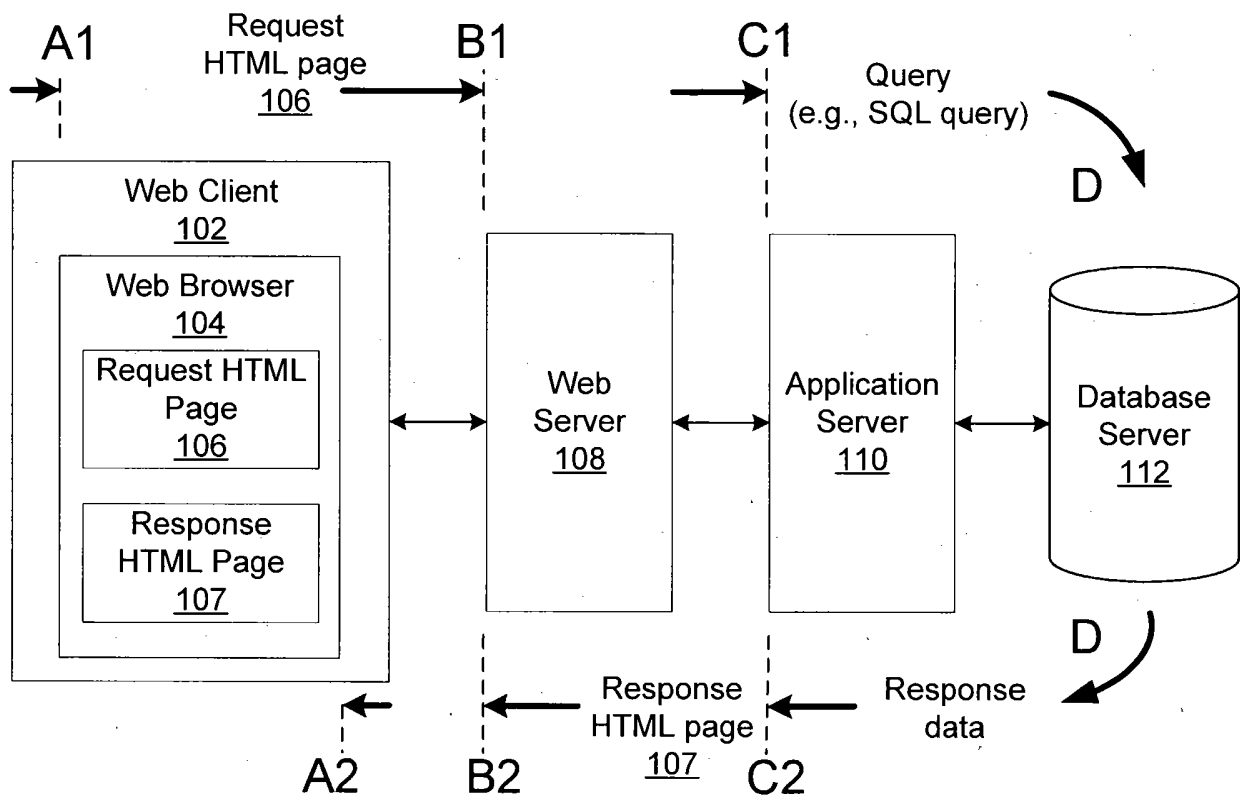 A1
Request
HTML page
106
B1
C1
Query
(e.g., SQL query)
D
Web Client
102
Web Browser
104
Request HTML
Page
106
Response
HTML Page
107
Web
Server
108
Application
Server
110
Database
Server
112
D
Response
HTML page
107
Response
data
A2
B2
C2